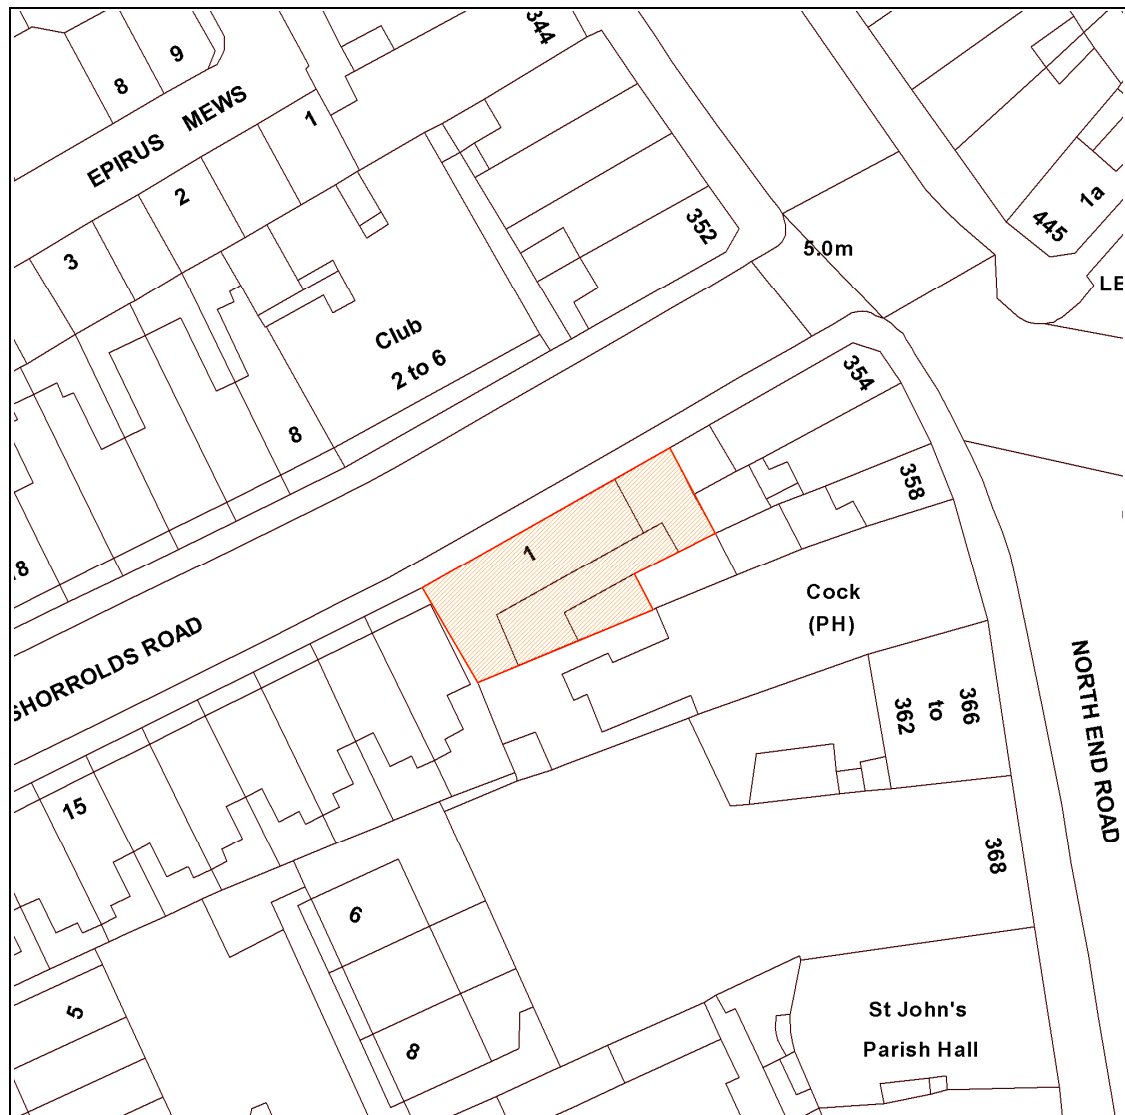 344
9
8
EPIRUS MEWS
1
2
3
352
5.0m
445
1a
LE
Club
2 to 6
8
354
358
18
1
Cock
(PH)
SHORROLDS ROAD
NORTH END ROAD
362
to
366
15
368
6
5
8
St John's
Parish Hall